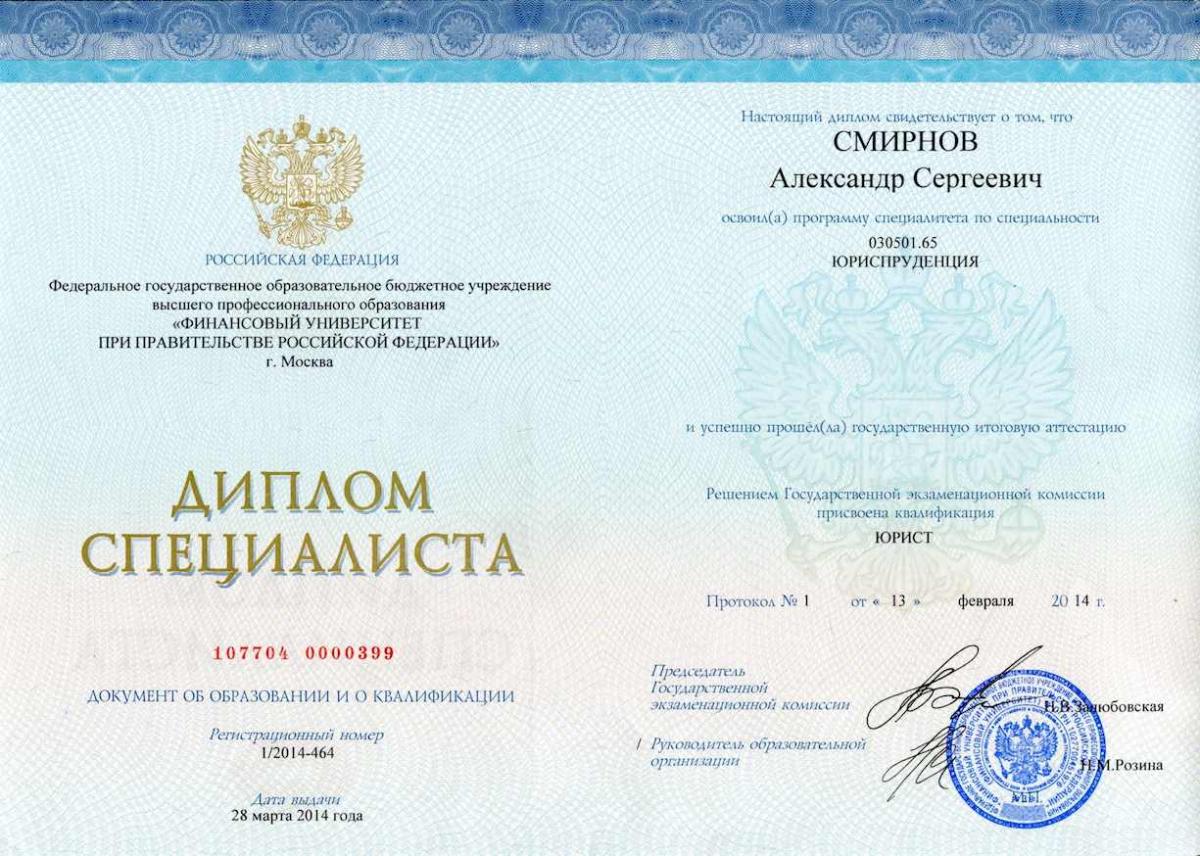 РОССИЙСКАЯ ФЕДЕРАЦИЯ
Федеральное государственное образовательное бюджетное учреждение
высшего профессионального образования
«ФИНАНСОВЫЙ УНИВЕРСИТЕТ
ПРИ ПРАВИТЕЛЬСТВЕ РОССИЙСКОЙ ФЕДЕРАЦИИ»
г. Москва
ДИПЛОМ
СПЕЦИАЛИСТА
107704 0000399
ДОКУМЕНТ ОБ ОБРАЗОВАНИИ И О КВАЛИФИКАЦИИ
Регистрационный номер
1/2014-464
Дата выдачи
28 марта 2014 года
Настоящий диплом свидетельствует о том, что
СМИРНОВ
Александр Сергеевич
освоил(а) программу специалитета по специальности
030501.65
ЮРИСПРУДЕНЦИЯ
и успешно прошёл(ла) государственную итоговую аттестацию
Решением Государственной экзаменационной комиссии
присвоена квалификация
ЮРИСТ
Протокол № 1 от « 13 » февраля 20 14 г.
Председатель
Государственной
экзаменационной комиссии
Н.В.Залюбовская
/ Руководитель образовательной
организации
Н.М.Розина
М.П.